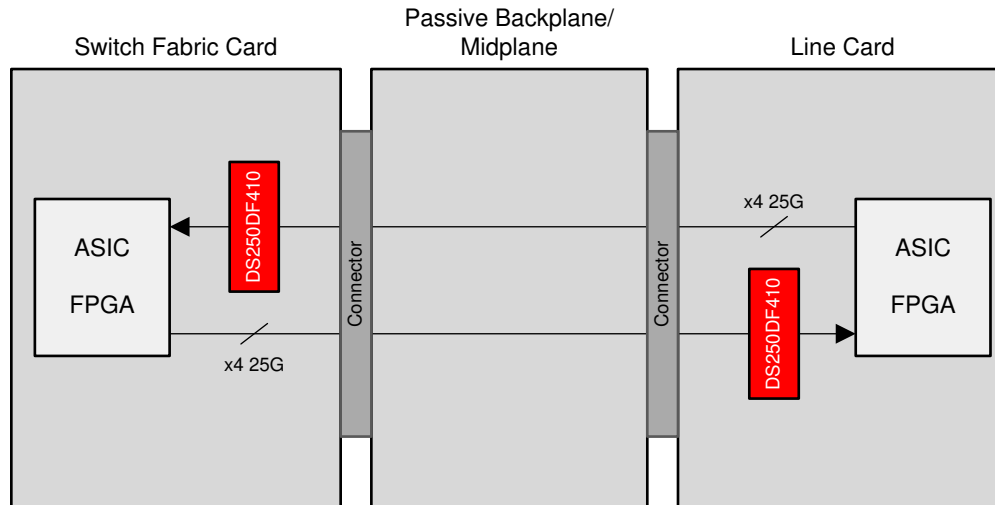 Passive Backplane/
Midplane
Switch Fabric Card
Line Card
DS250DF410
x4 25G
ASIC
FPGA
Connector
Connector
ASIC
FPGA
x4 25G
DS250DF410